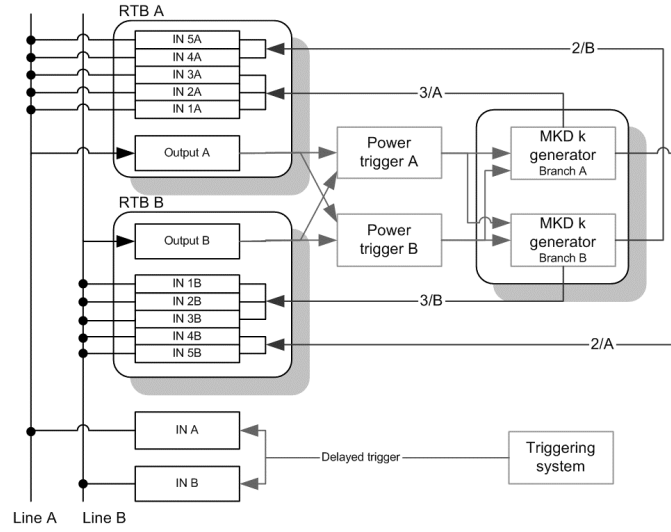 RTB A
IN 5A
IN 4A
IN 3A
IN 2A
IN 1A
Output A
2/B
3/A
Power
trigger A
MKD k
generator
Branch A
RTB B
Output B
Power
trigger B
MKD k
generator
Branch B
IN 1B
IN 2B
IN 3B
IN 4B
IN 5B
3/B
2/A
IN A
IN B
Delayed trigger
Triggering
system
Line A
Line B